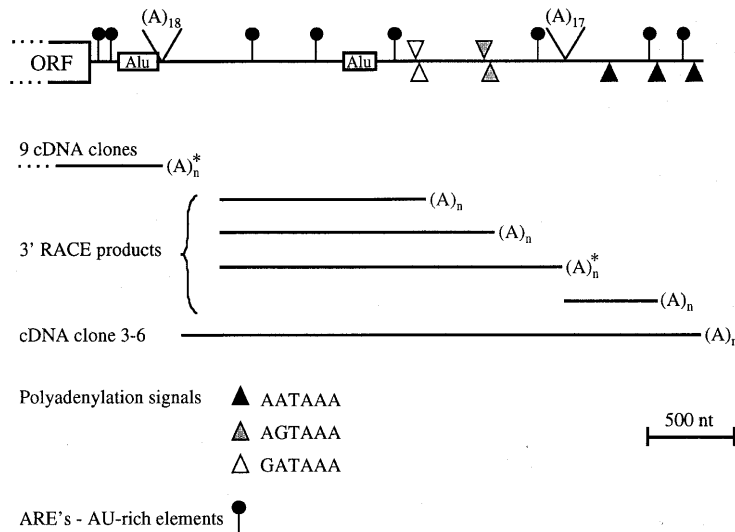 (A)18 (A)17
ORF Alu Alu
9 cDNA clones
(A)n*
(A)n
(A)n
3' RACE products
(A)n*
(A)n
cDNA clone 3-6
(A)n
Polyadenylation signals
AATAAA
AGTAAA
GATAAA
500 nt
ARE's - AU-rich elements